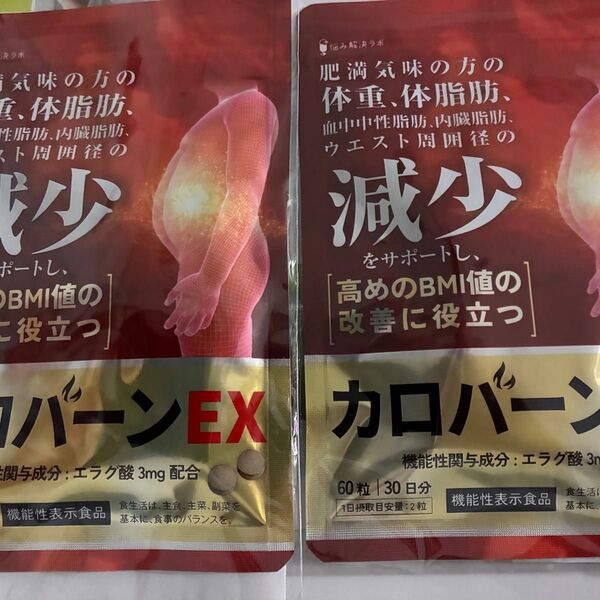 満気味の方の
重、体脂肪、
性脂肪、内臓脂肪、
スト周囲径の
減少
ポートし、
のBMI値の
に役立つ
ロバーンEX
性関与成分:エラグ酸 3mg 配合
機能性表示食品
食生活は、主食、主菜、副菜を
基本に、食事のバランスを。
悩み解決ラボ
肥満気味の方の
体重、体脂肪、
血中中性脂肪、内臓脂肪、
ウエスト周囲径の
減少
をサポートし、
高めのBMI値の
改善に役立つ
カロバーン
機能性関与成分:エラグ酸 3m
60粒 30日分
1日摂取目安量:2粒
機能性表示食品
食生活は、主
基本に、食